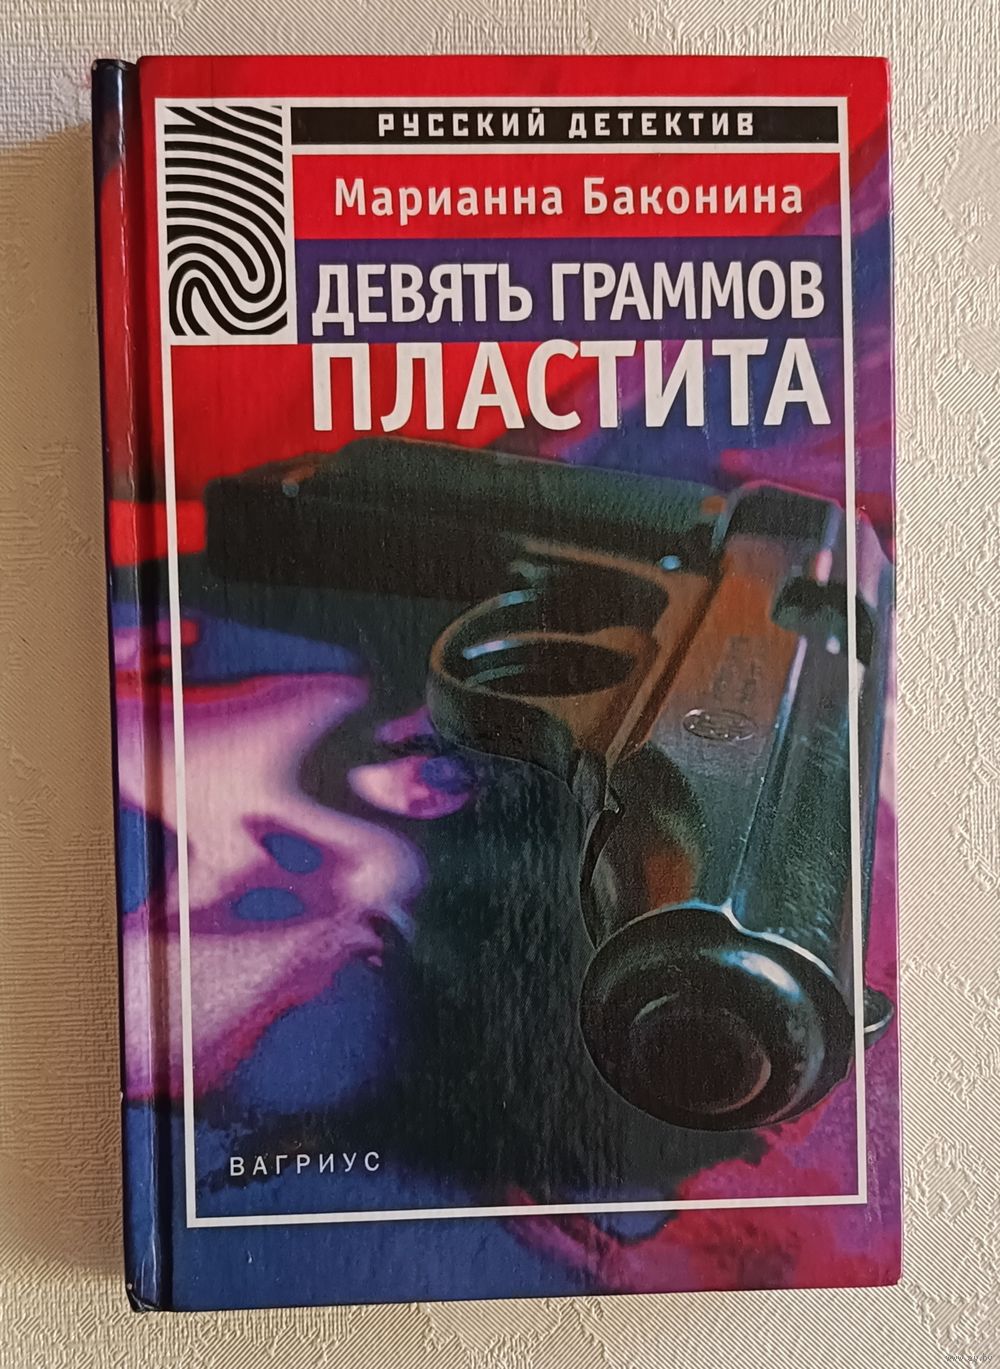 РУССКИЙ ДЕТЕКТИВ
Марианна Баконина
ДЕВЯТЬ ГРАММОВ
ПЛАСТИТА
ВАГРИУС